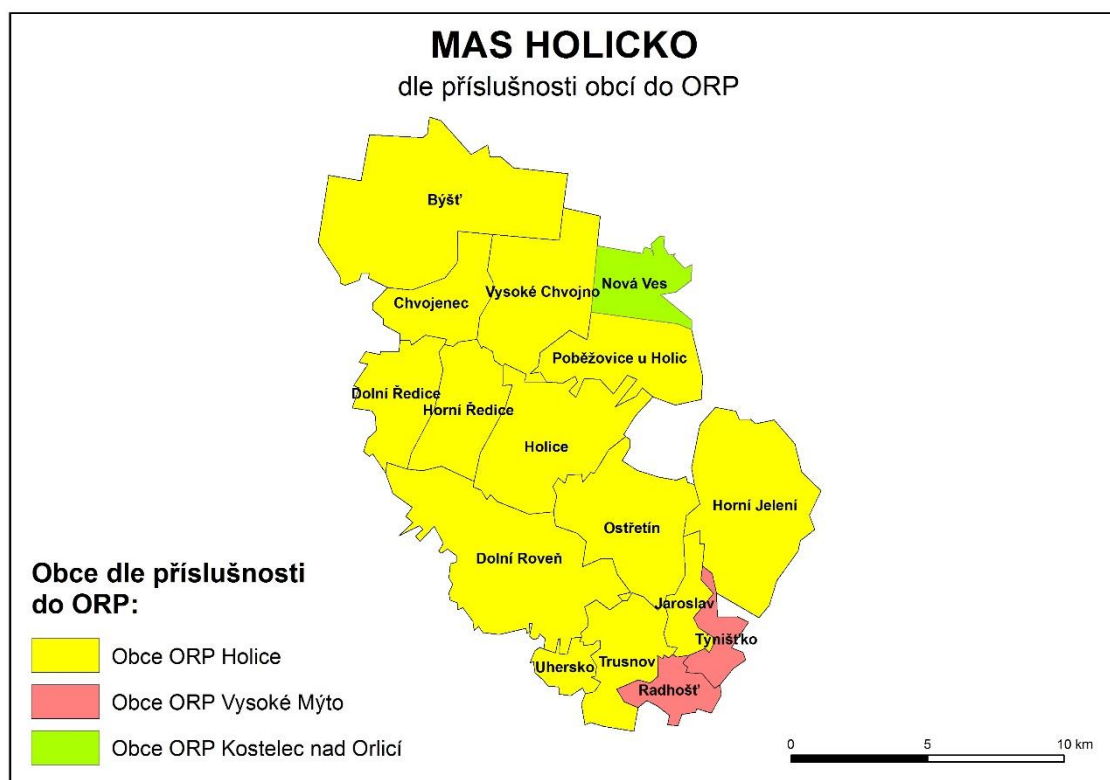 MAS HOLICKO
dle příslušnosti obcí do ORP
Býšť
Nová Ves
Vysoké Chvojno
Chvojenec
Poběžovice u Holic
Dolní Ředice
Horní Ředice
Holice
Horní Jelení
Ostřetín
Dolní Roveň
Jaroslav
Týnišťko
Uhersko
Trusnov
Radhošť
Obce dle příslušnosti
do ORP:
Obce ORP Holice
Obce ORP Vysoké Mýto
Obce ORP Kostelec nad Orlicí
0 5 10 km